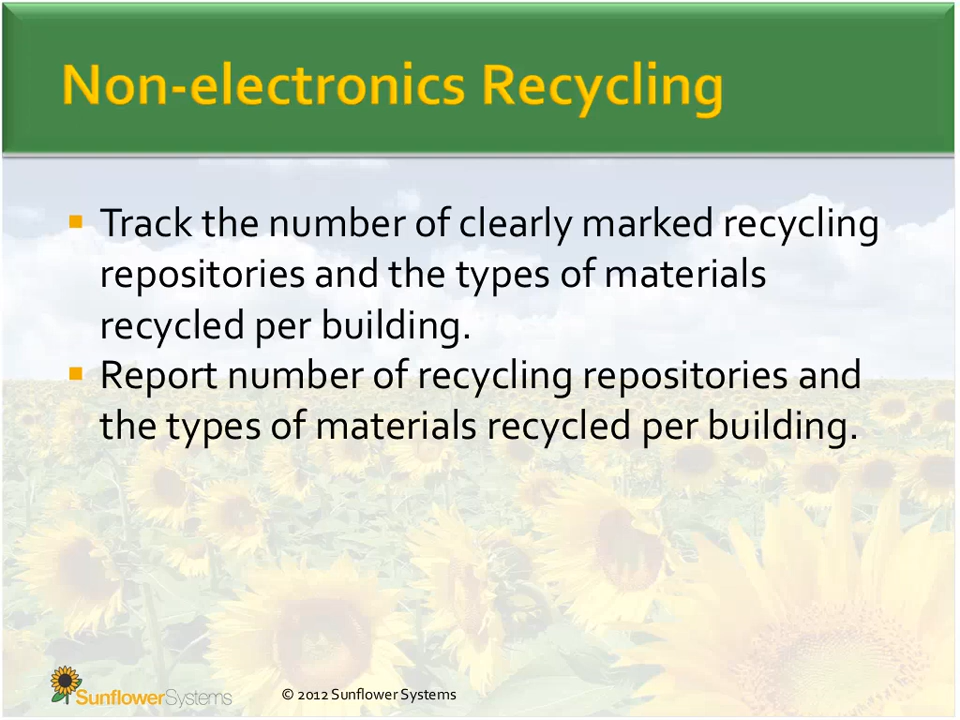 Non-electronics Recycling
▪ Track the number of clearly marked recycling
repositories and the types of materials
recycled per building.
▪ Report number of recycling repositories and
the types of materials recycled per building.
SunflowerSystems
© 2012 Sunflower Systems